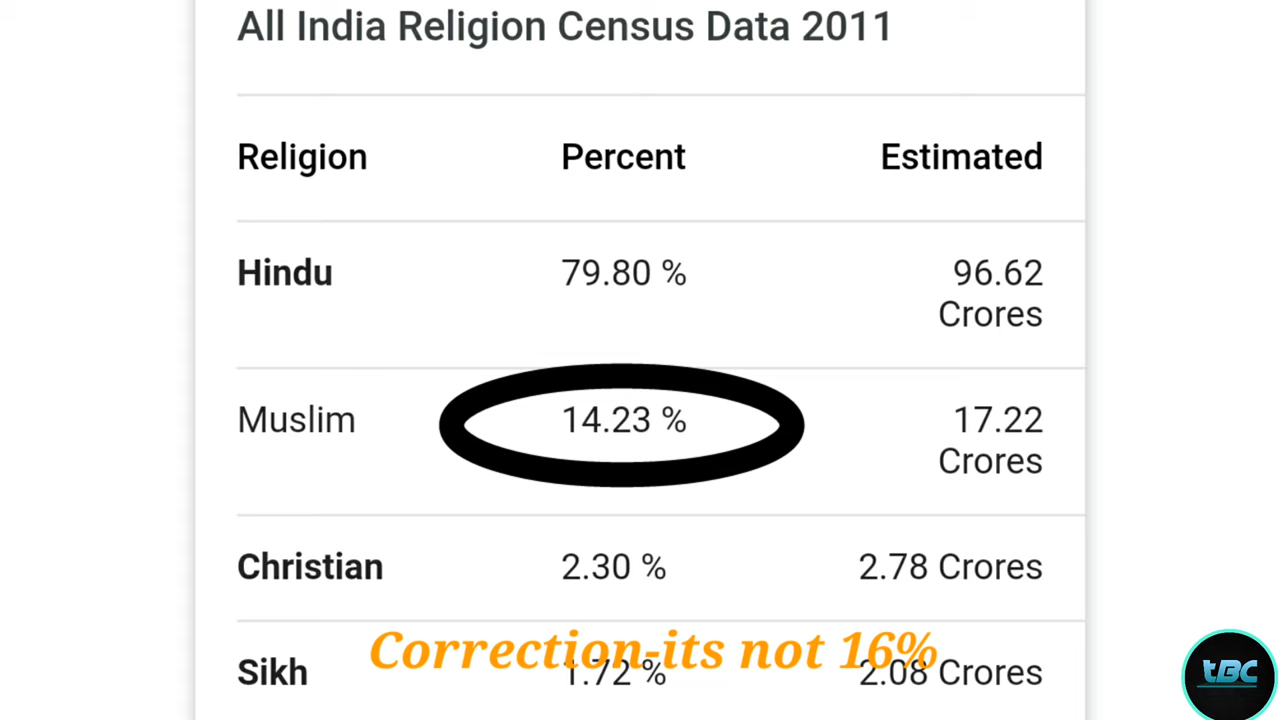 All India Religion Census Data 2011
Religion Percent Estimated
Hindu 79.80 % 96.62
Crores
Muslim 14.23 % 17.22
Crores
Christian 2.30 % 2.78 Crores
Correction-its not 16%
Sikh 1.72 % 2.08 Crores
tBC